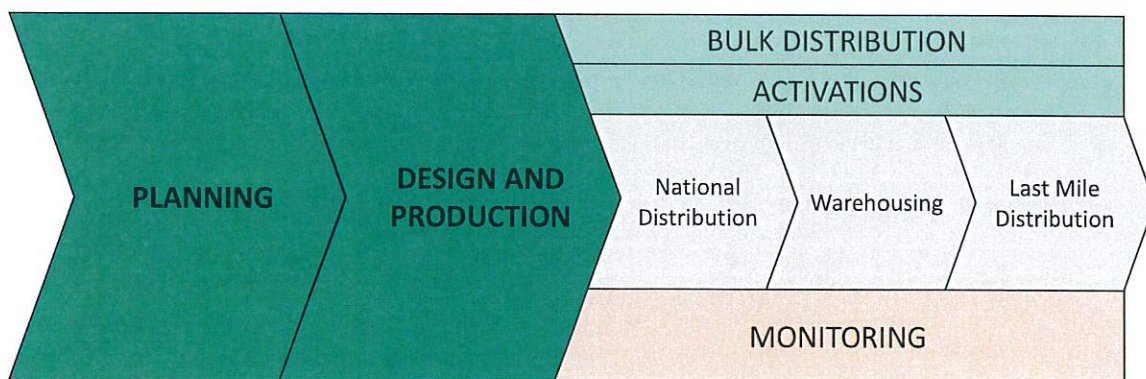 BULK DISTRIBUTION
ACTIVATIONS
PLANNING
DESIGN AND
PRODUCTION
National
Distribution
Warehousing
Last Mile
Distribution
MONITORING